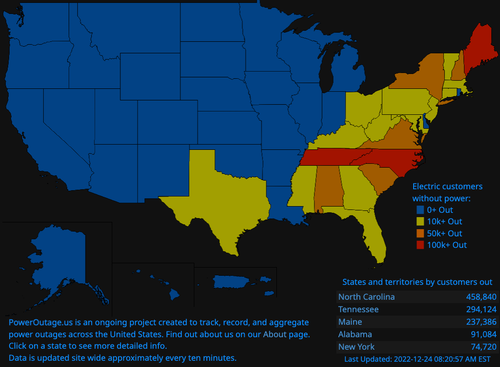 Electric customers
without power:
0+ Out
10k+ Out
50k+ Out
100k+ Out
States and territories by customers out
North Carolina 458,840
Tennessee 294,124
Maine 237,386
Alabama 91,084
New York 74,720
Last Updated: 2022-12-24 08:20:57 AM EST
PowerOutage.us is an ongoing project created to track, record, and aggregate
power outages across the United States. Find out about us on our About page.
Click on a state to see more detailed info.
Data is updated site wide approximately every ten minutes.